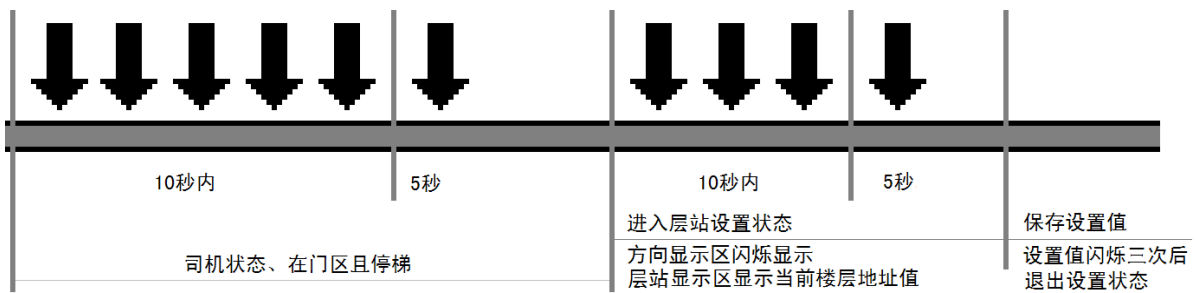 10秒内
5秒
10秒内
5秒
进入层站设置状态
保存设置值
司机状态、在门区且停梯
方向显示区闪烁显示
层站显示区显示当前楼层地址值
设置值闪烁三次后
退出设置状态